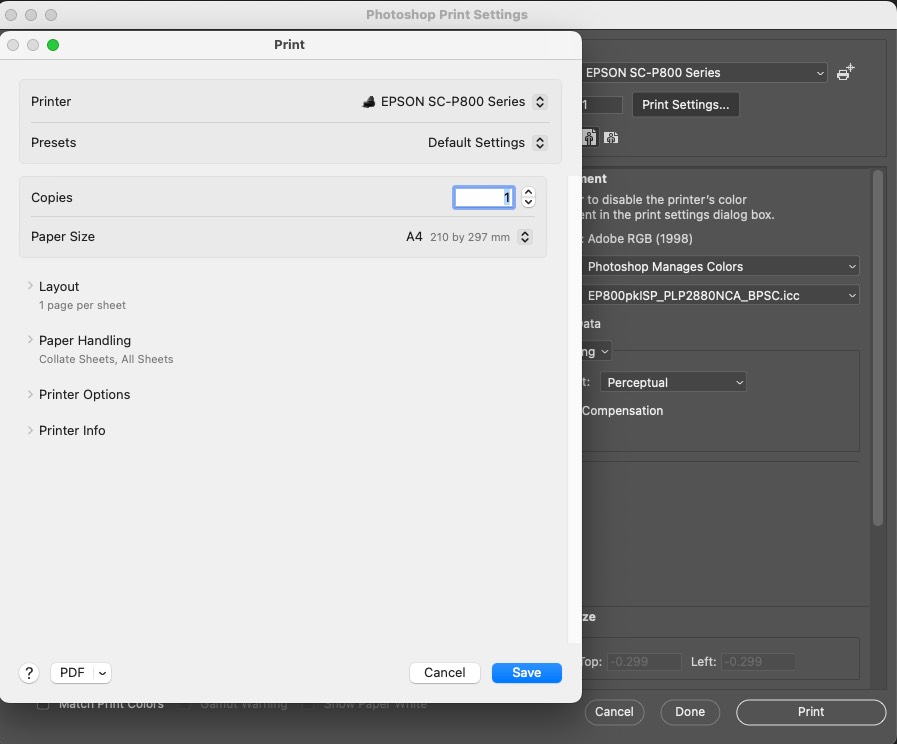 Photoshop Print Settings
Print
Printer
EPSON SC-P800 Series
Presets
Default Settings
Copies
1
Paper Size
A4 210 by 297 mm
Layout
1 page per sheet
Paper Handling
Collate Sheets, All Sheets
Printer Options
Printer Info
?
PDF
Cancel
Save
EPSON SC-P800 Series
1
Print Settings...
ment
r to disable the printer's color
ent in the print settings dialog box.
: Adobe RGB (1998)
Photoshop Manages Colors
EP800pkISP_PLP2880NCA_BPSC.icc
ata
ng
t: Perceptual
Compensation
ze
Top: -0.299 Left: -0.299
Match Print Colors Gamut Warning Show Paper White
Cancel
Done
Print